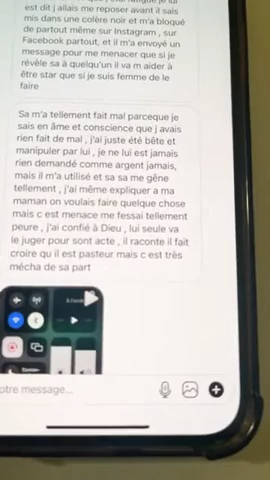 est dit j allais me reposer avant il sais
mis dans une colère noir et m'a bloqué
de partout même sur Instagram , sur
Facebook partout, et il m'a envoyé un
message pour me menacer que si je
révèle sa à quelqu'un il va m aider à
être star que si je suis femme de le
faire
Sa m'a tellement fait mal parceque je
sais en âme et conscience que j avais
rien fait de mal , j'ai juste été bête et
manipuler par lui , je ne lui est jamais
rien demandé comme argent jamais,
mais il m'a utilisé et sa sa me gêne
tellement , j'ai même expliquer a ma
maman on voulais faire quelque chose
mais c est menace me fessai tellement
peure , j'ai confié à Dieu , lui seule va
le juger pour sont acte , il raconte il fait
croire qu il est pasteur mais c est très
mécha de sa part
otre message...